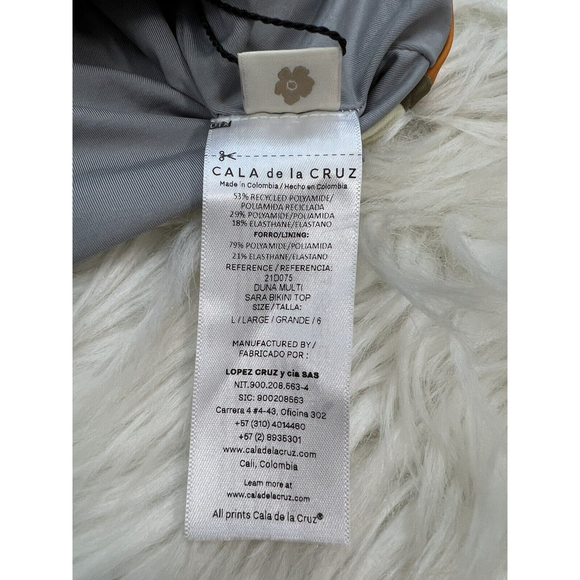 CALA de la CRUZ
Made in Colombia / Hecho en Colombia
53% RECYCLED POLYAMIDE/
POLIAMIDA RECICLADA
29% POLYAMIDE/POLIAMIDA
18% ELASTHANE/ELASTANO
FORRO/LINING:
79% POLYAMIDE/POLIAMIDA
21% ELASTHANE/ELASTANO
REFERENCE / REFERENCIA:
21D075
DUNA MULTI
SARA BIKINI TOP
SIZE/TALLA:
L / LARGE / GRANDE / 6
MANUFACTURED BY /
FABRICADO POR :
LOPEZ CRUZ y cia SAS
NIT.900.208.563-4
SIC: 900208563
Carrera 4 #4-43, Oficina 302
+57 (310) 4014460
+57 (2) 8935301
www.caladelacruz.com
Cali, Colombia
Learn more at
www.caladelacruz.com
All prints Cala de la Cruz®